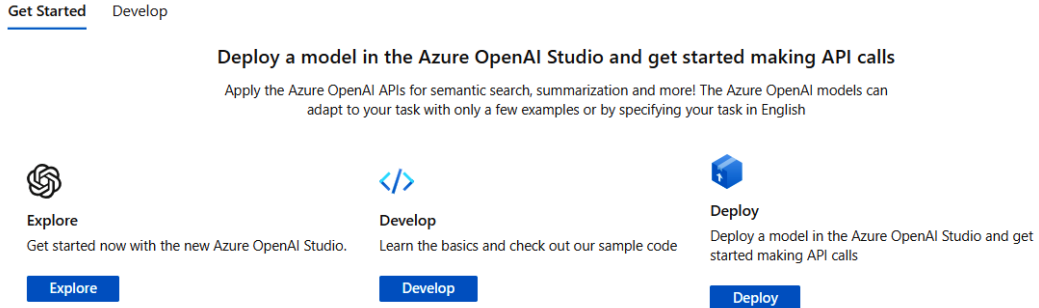 Get Started Develop
Deploy a model in the Azure OpenAI Studio and get started making API calls
Apply the Azure OpenAI APIs for semantic search, summarization and more! The Azure OpenAI models can
adapt to your task with only a few examples or by specifying your task in English
Explore
Get started now with the new Azure OpenAI Studio.
Explore
Develop
Learn the basics and check out our sample code
Develop
Deploy
Deploy a model in the Azure OpenAI Studio and get
started making API calls
Deploy